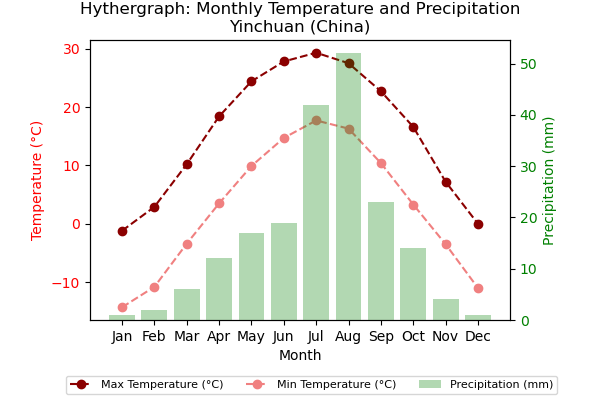 Hythergraph: Monthly Temperature and Precipitation
Yinchuan (China)
30
20
10
0
−10
Temperature (°C)
50
40
30
20
10
0
Precipitation (mm)
Jan Feb Mar Apr May Jun Jul Aug Sep Oct Nov Dec
Month
Max Temperature (°C) Min Temperature (°C) Precipitation (mm)